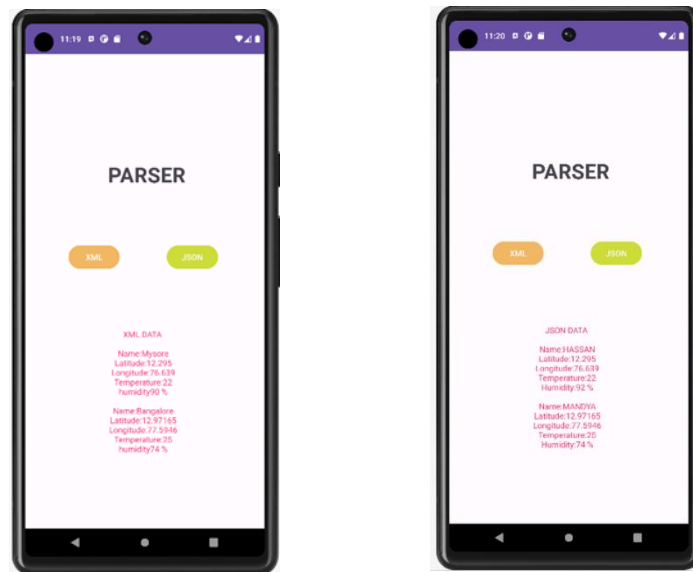 11:19
PARSER
XML
JSON
XML DATA
Name:Mysore
Latitude:12.295
Longitude:76.639
Temperature:22
humidity90 %
Name:Bangalore
Latitude:12.97165
Longitude:77.5946
Temperature:25
humidity74 %
11:20
PARSER
XML
JSON
JSON DATA
Name:HASSAN
Latitude:12.295
Longitude:76.639
Temperature:22
Humidity:92 %
Name:MANDYA
Latitude:12.97165
Longitude:77.5946
Temperature:25
Humidity:74 %